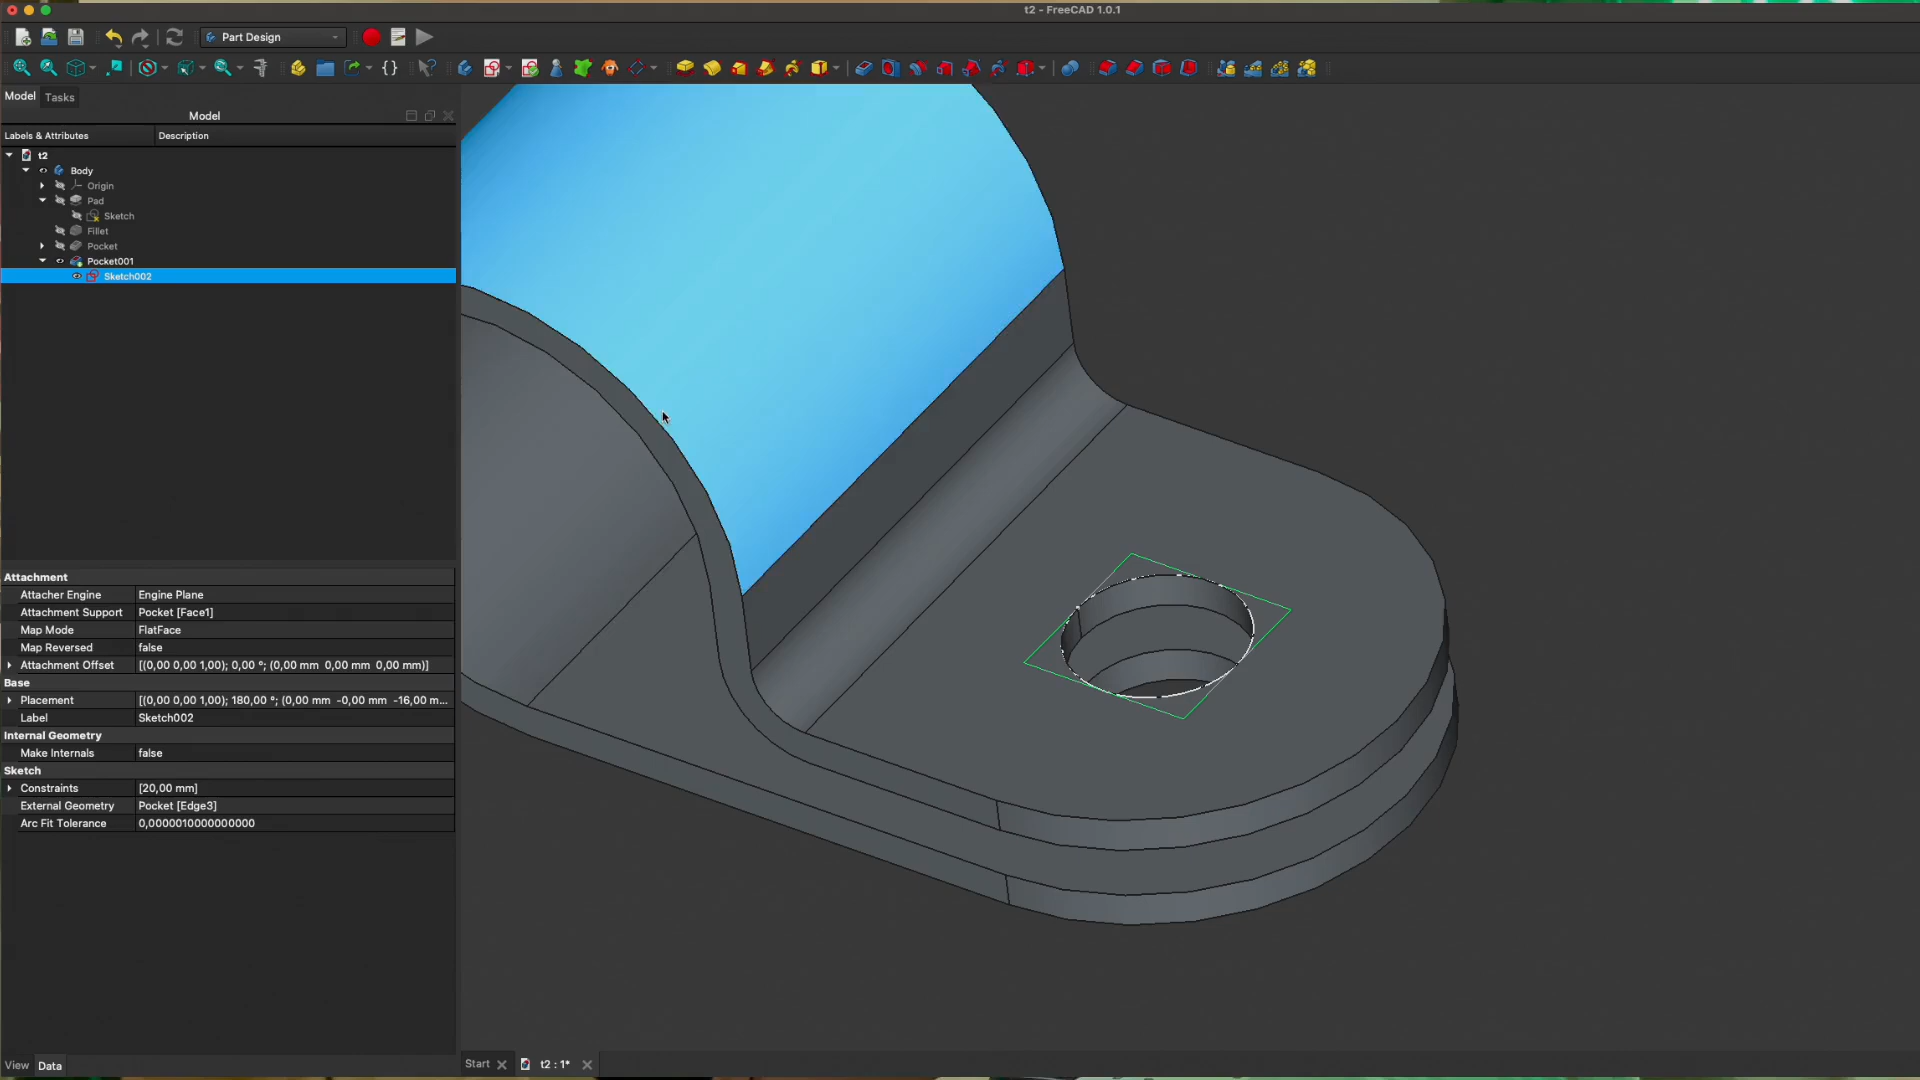 t2 - FreeCAD 1.0.1
Part Design
Model
Tasks
Model
Labels & Attributes
Description
t2
Body
Origin
Pad
Sketch
Fillet
Pocket
Pocket001
Sketch002
Attachment
Attacher Engine
Engine Plane
Attachment Support
Pocket [Face1]
Map Mode
FlatFace
Map Reversed
false
Attachment Offset
[(0,00 0,00 1,00); 0,00 °; (0,00 mm 0,00 mm 0,00 mm)]
Base
Placement
[(0,00 0,00 1,00); 180,00 °; (0,00 mm -0,00 mm -16,00 m...
Label
Sketch002
Internal Geometry
Make Internals
false
Sketch
Constraints
[20,00 mm]
External Geometry
Pocket [Edge3]
Arc Fit Tolerance
0,0000010000000000
View
Data
Start
t2 : 1*